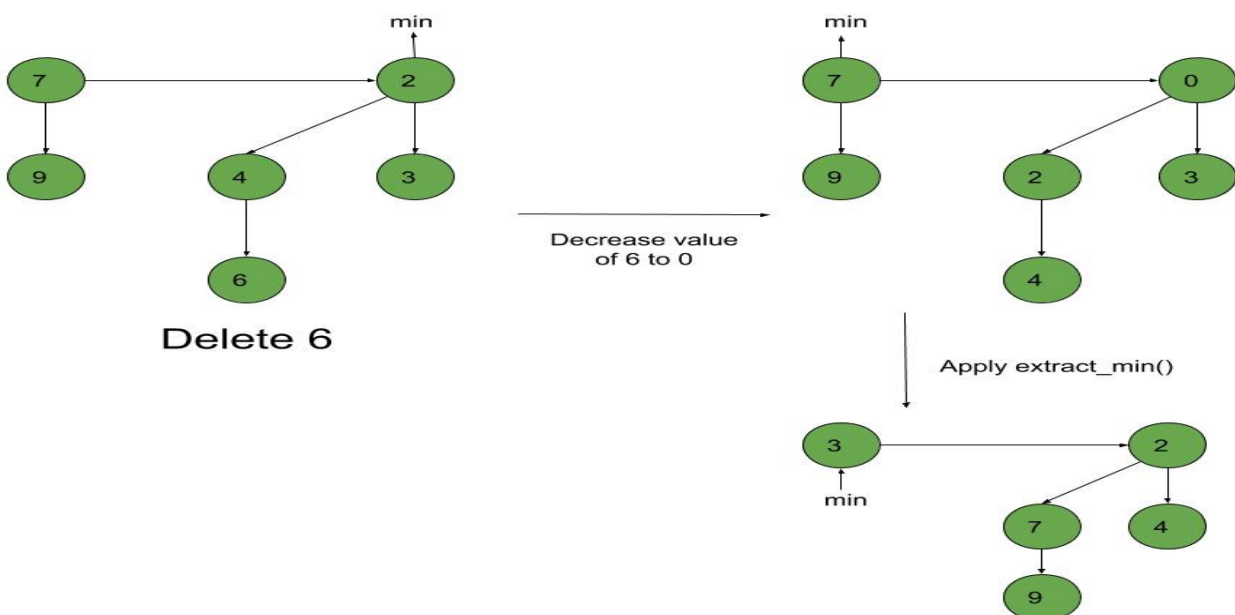 min
7
2
9
4
3
6
Delete 6
Decrease value
of 6 to 0
min
7
0
9
2
3
4
Apply extract_min()
3
2
min
7
4
9